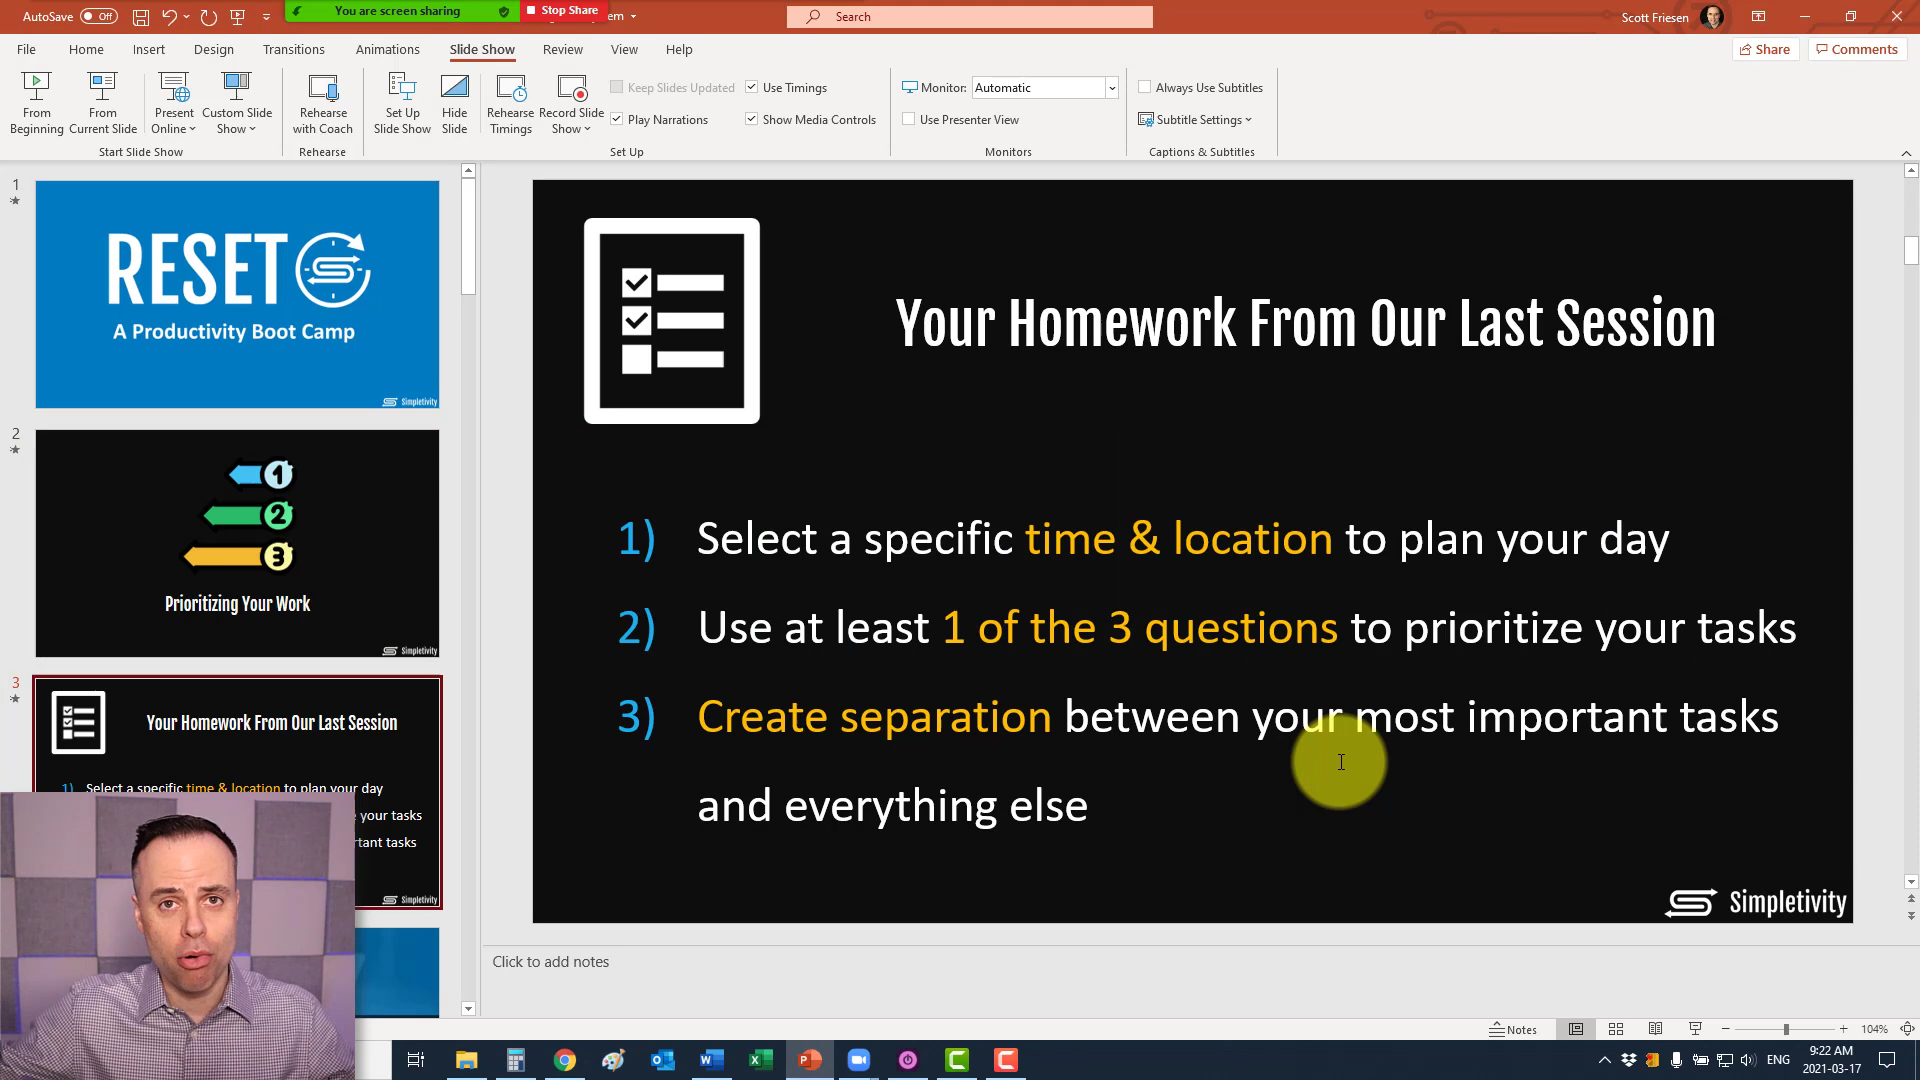 AutoSave Off
You are screen sharing
Stop Share
em
Search
Scott Friesen
File Home Insert Design Transitions Animations Slide Show Review View Help
Share Comments
From Beginning
From Current Slide
Present Online
Custom Slide Show
Rehearse with Coach
Set Up Slide Show
Hide Slide
Rehearse Timings
Record Slide Show
Keep Slides Updated
Use Timings
Play Narrations
Show Media Controls
Monitor: Automatic
Use Presenter View
Always Use Subtitles
Subtitle Settings
Start Slide Show
Rehearse
Set Up
Monitors
Captions & Subtitles
1
RESET
A Productivity Boot Camp
Simpletivity
2
1
2
3
Prioritizing Your Work
Simpletivity
3
Your Homework From Our Last Session
1) Select a specific time & location to plan your day
your tasks
rtant tasks
Simpletivity
Your Homework From Our Last Session
1) Select a specific time & location to plan your day
2) Use at least 1 of the 3 questions to prioritize your tasks
3) Create separation between your most important tasks
and everything else
Simpletivity
Click to add notes
Notes
104%
ENG
9:22 AM
2021-03-17